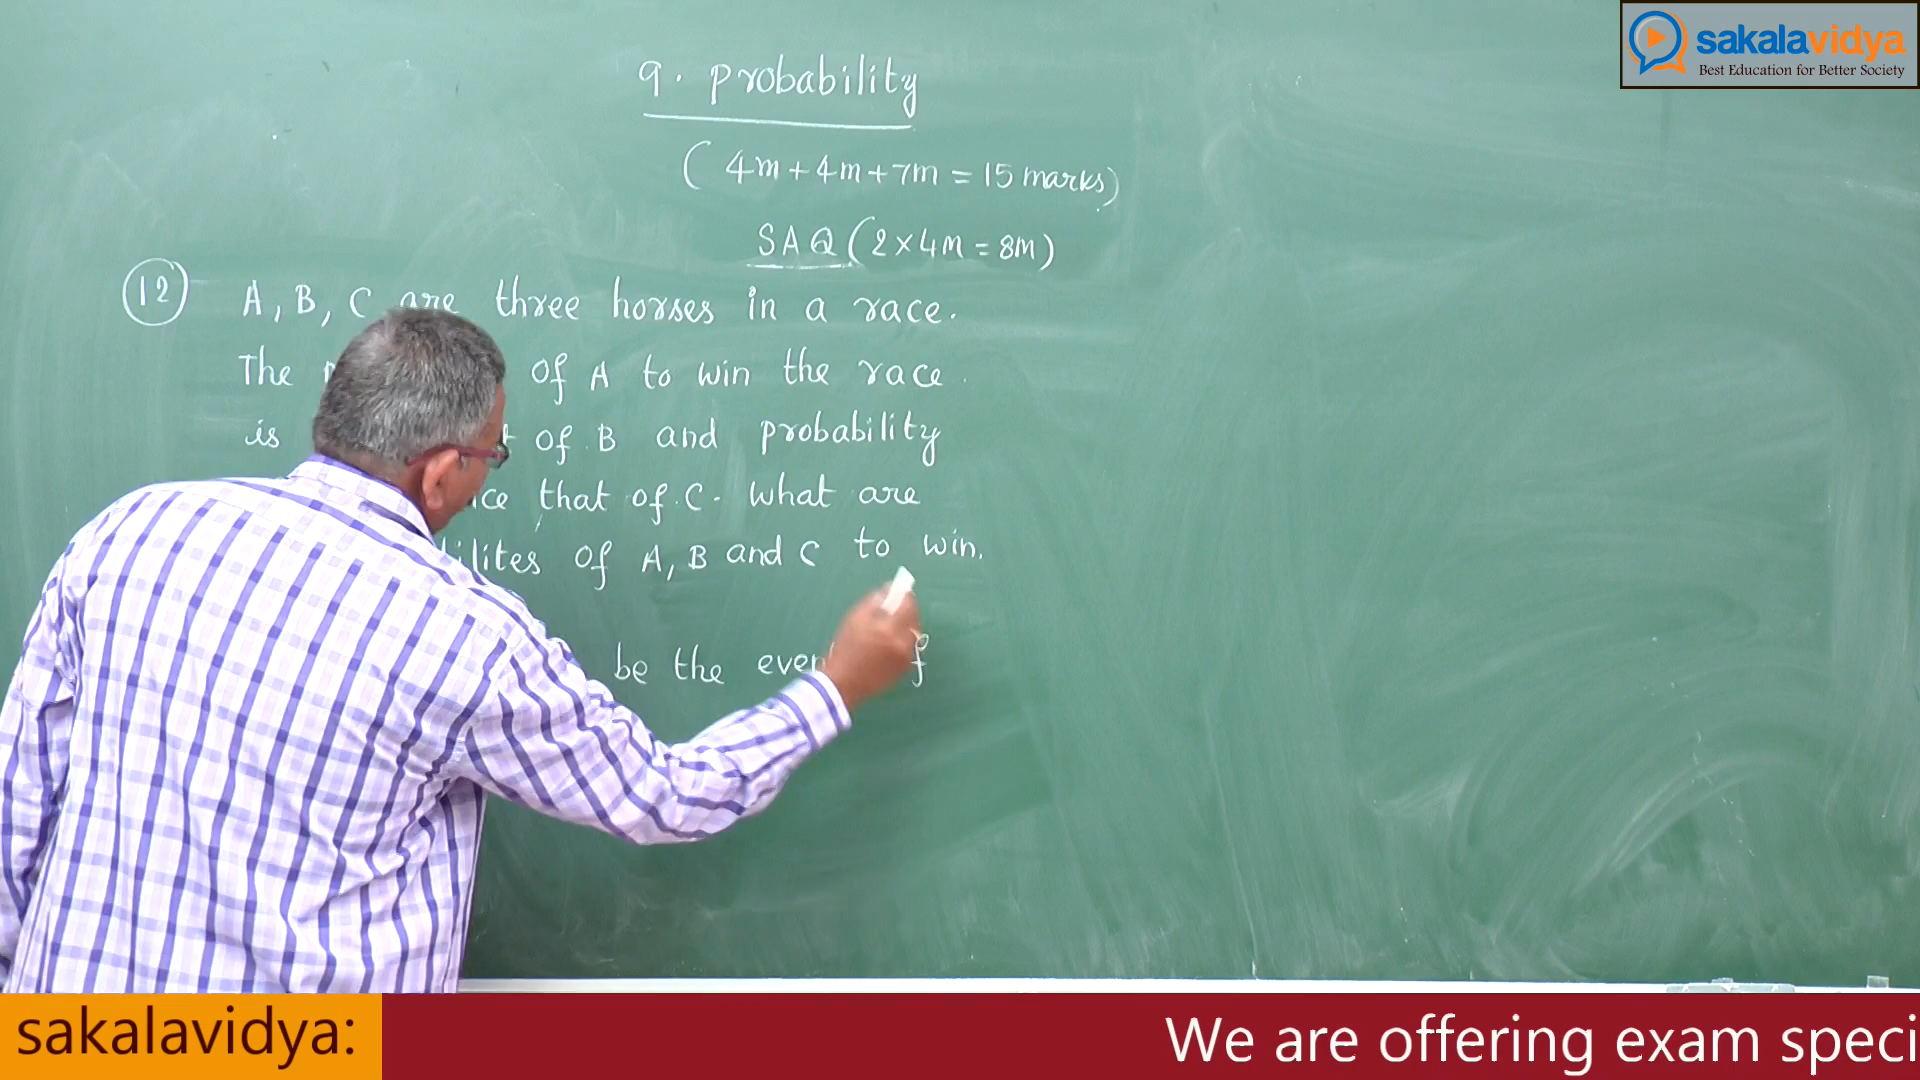 sakalavidya
Best Education for Better Society
9. probability
( 4m + 4m + 7m = 15 marks)
SAQ (2 × 4M = 8M)
12 A, B, C are three horses in a race.
The of A to win the race.
is of B and probability
that of C. What are
of A, B and C to win.
be the of
sakalavidya:
We are offering exam speci